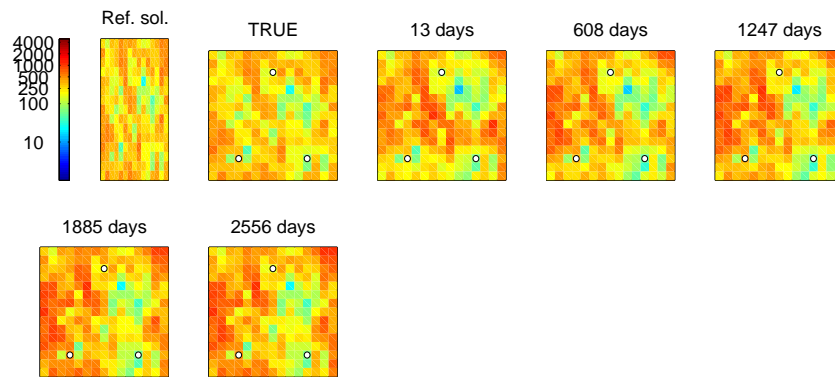 Ref. sol.
TRUE
13 days
608 days
1247 days
4000
2000
1000
500
250
100
10
1885 days
2556 days